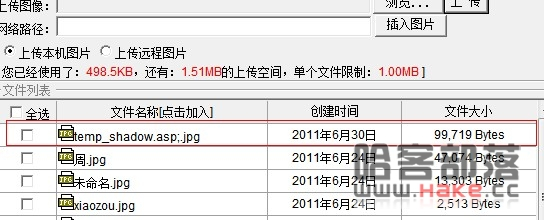 上传图像: 浏览... 上 传
网络路径: 插入图片
上传本机图片 上传远程图片
您已经使用了: 498.5KB，还有: 1.51MB的上传空间，单个文件限制: 1.00MB ]
文件列表
全选 文件名称[点击加入] 创建时间 文件大小
JPG temp_shadow.asp;.jpg 2011年6月30日 99,719 Bytes
JPG 周.jpg 2011年6月24日 47,074 Bytes
JPG 未命名.jpg 2011年6月24日 13,303 Bytes
JPG xiaozou.jpg 2011年6月24日 2,513 Bytes
哈客部落
www.Hake.cc